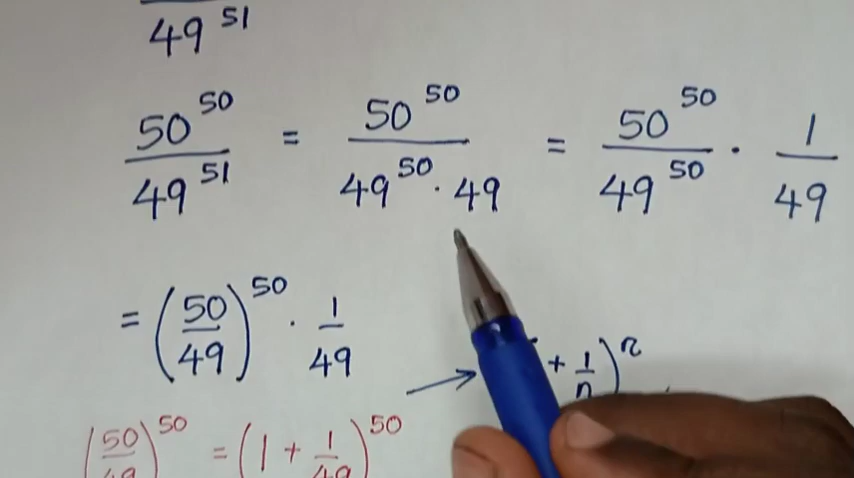 49^51
50^50 / 49^51 = 50^50 / 49^50 · 49 = 50^50 / 49^50 · 1/49
= (50/49)^50 · 1/49
+ 1/n)^n
(50/49)^50 = (1 + 1/49)^50